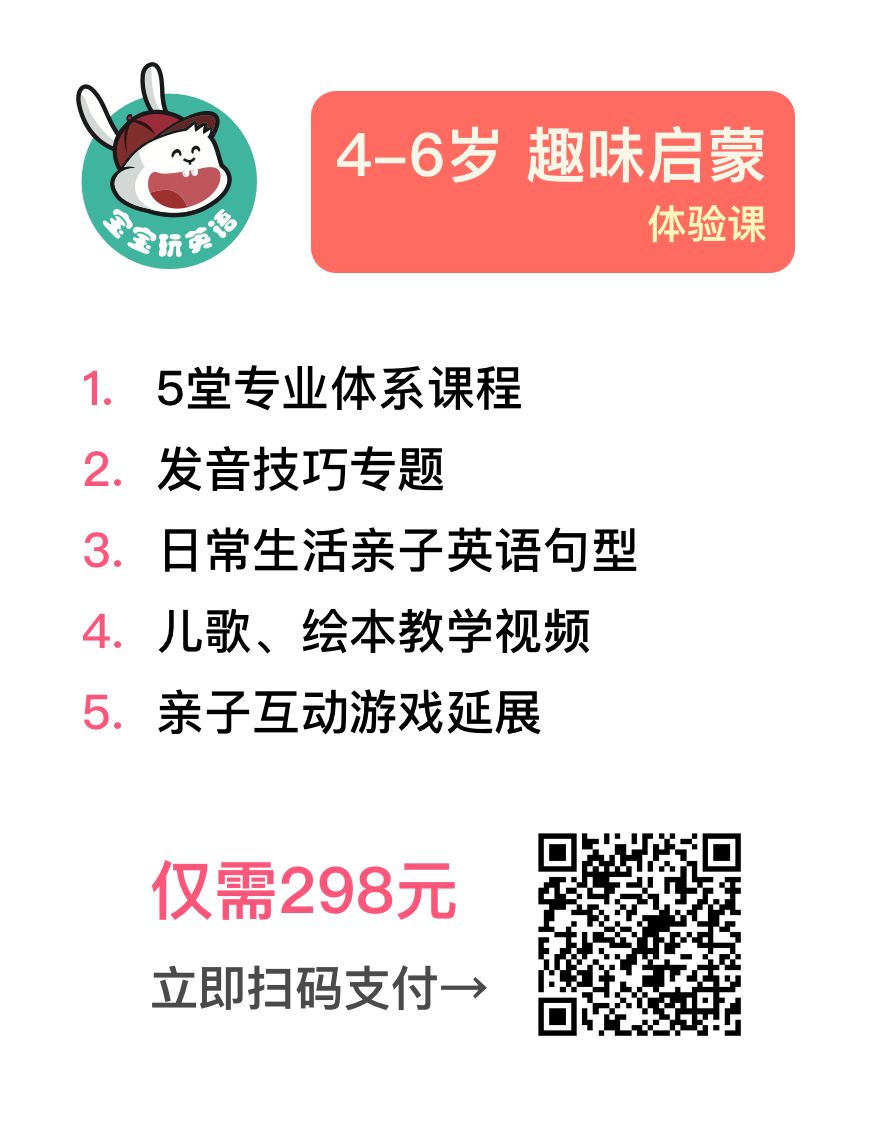 宝宝玩英语
4–6岁 趣味启蒙
体验课
1. 5堂专业体系课程
2. 发音技巧专题
3. 日常生活亲子英语句型
4. 儿歌、绘本教学视频
5. 亲子互动游戏延展
仅需298元
立即扫码支付→